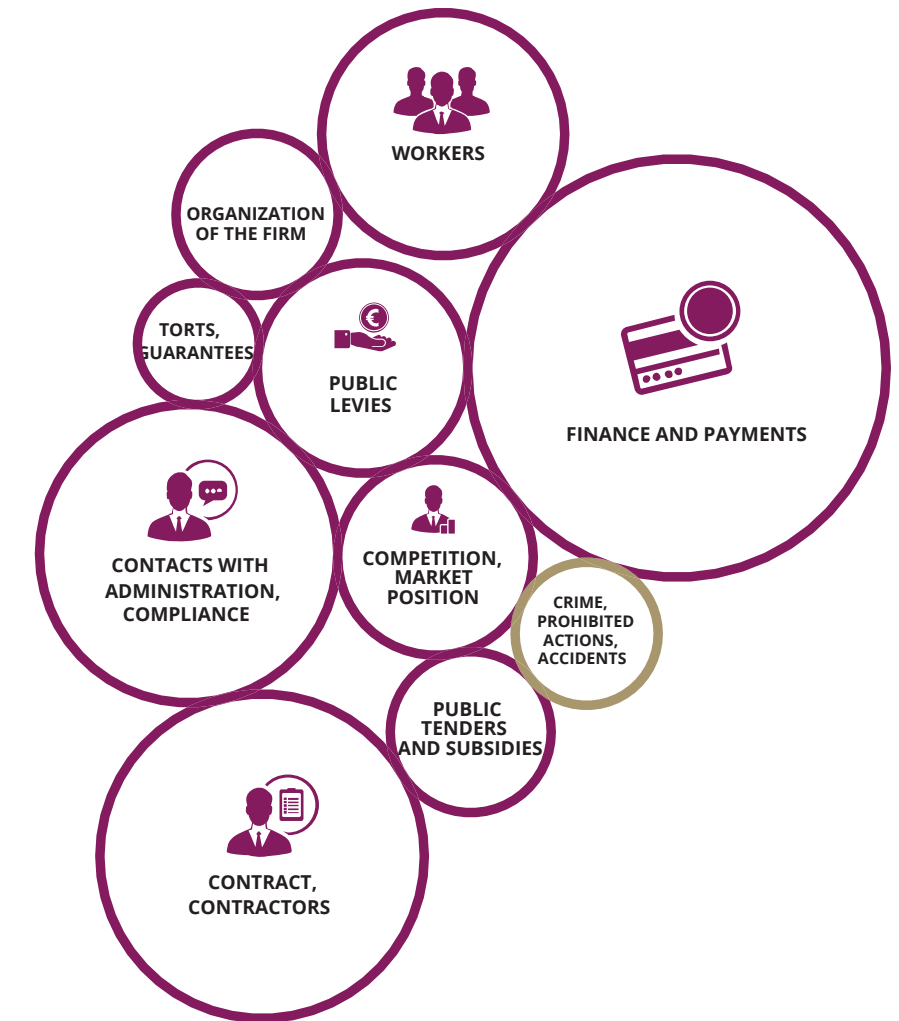 WORKERS
ORGANIZATION
OF THE FIRM
TORTS,
GUARANTEES
PUBLIC
LEVIES
€
FINANCE AND PAYMENTS
CONTACTS WITH
ADMINISTRATION,
COMPLIANCE
COMPETITION,
MARKET
POSITION
CRIME,
PROHIBITED
ACTIONS,
ACCIDENTS
PUBLIC
TENDERS
AND SUBSIDIES
CONTRACT,
CONTRACTORS